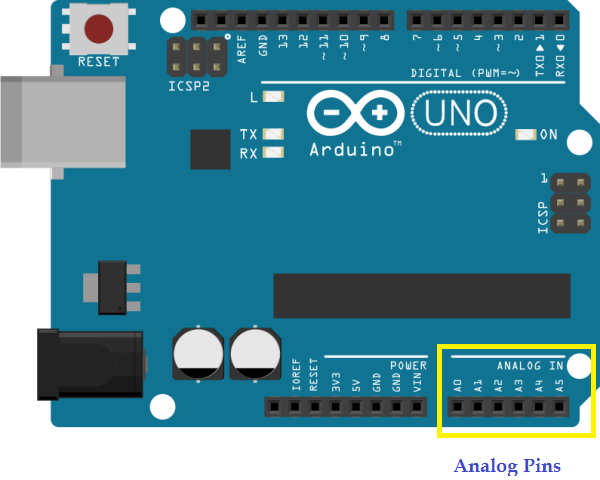 RESET
ICSP2
AREF
GND
13
12
~11
~10
~9
8
7
~6
~5
4
~3
2
TX0▶1
RX0◀0
DIGITAL (PWM=~)
L
TX
RX
UNO
Arduino™
ON
1
ICSP
POWER
IOREF
RESET
3V3
5V
GND
GND
VIN
ANALOG IN
A0
A1
A2
A3
A4
A5
Analog Pins